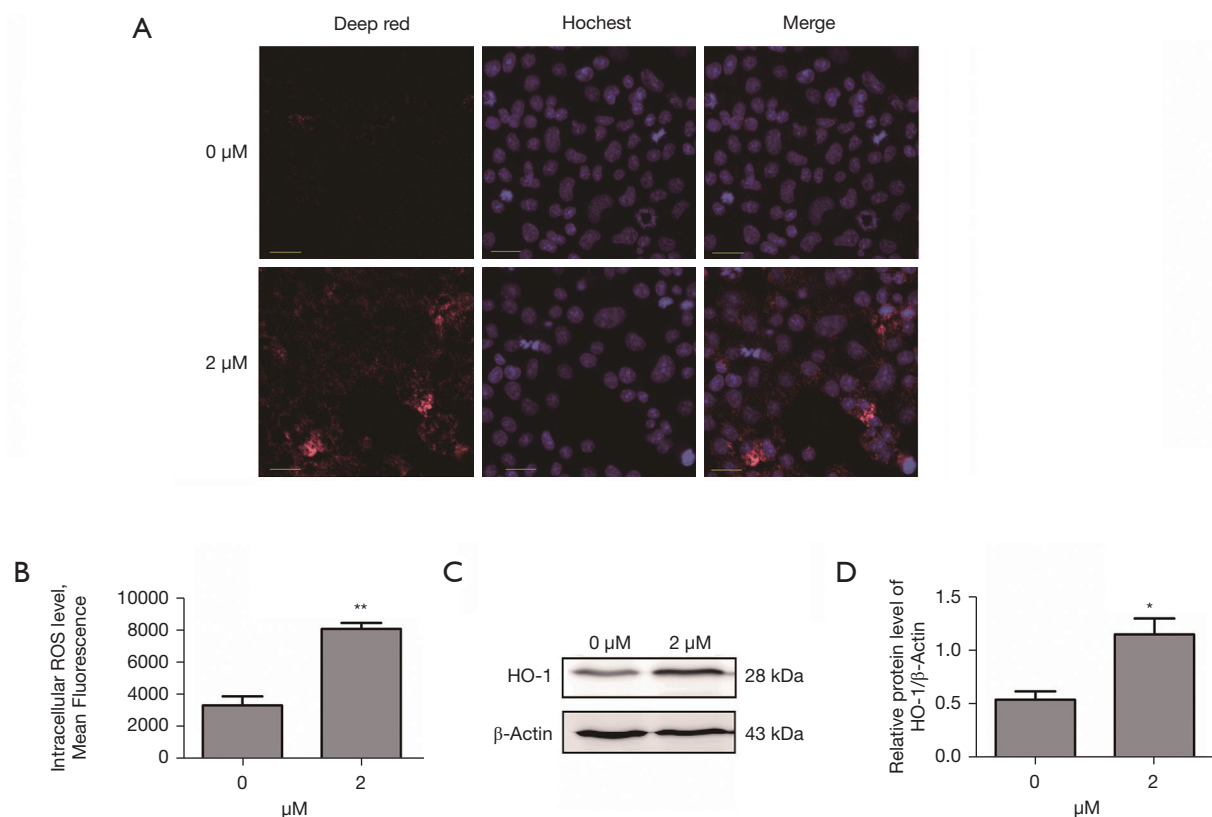 A
Deep red
Hochest
Merge
0 µM
2 µM
B
Intracellular ROS level,
Mean Fluorescence
10000
8000
6000
4000
2000
0
**
0
2
µM
C
0 µM
2 µM
HO-1
28 kDa
β-Actin
43 kDa
D
Relative protein level of
HO-1/β-Actin
1.5
1.0
0.5
0.0
*
0
2
µM